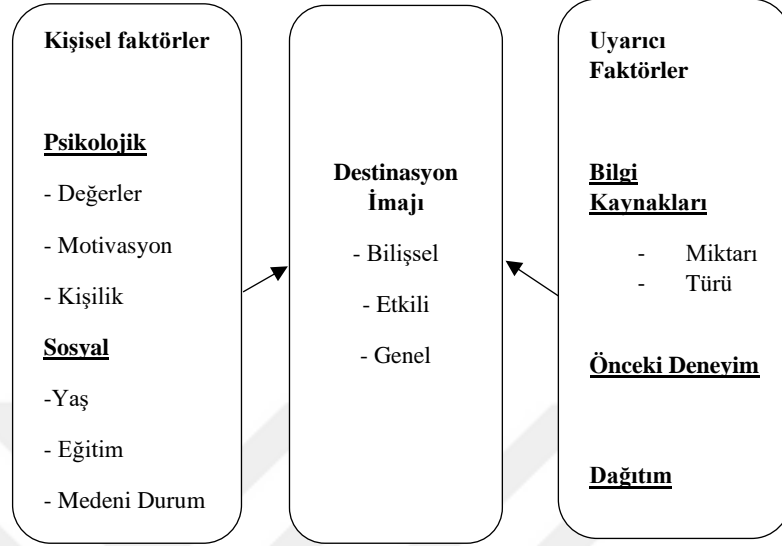 Kişisel faktörler
Psikolojik
- Değerler
- Motivasyon
- Kişilik
Sosyal
-Yaş
- Eğitim
- Medeni Durum
Destinasyon
İmajı
- Bilişsel
- Etkili
- Genel
Uyarıcı
Faktörler
Bilgi
Kaynakları
- Miktarı
- Türü
Önceki Deneyim
Dağıtım